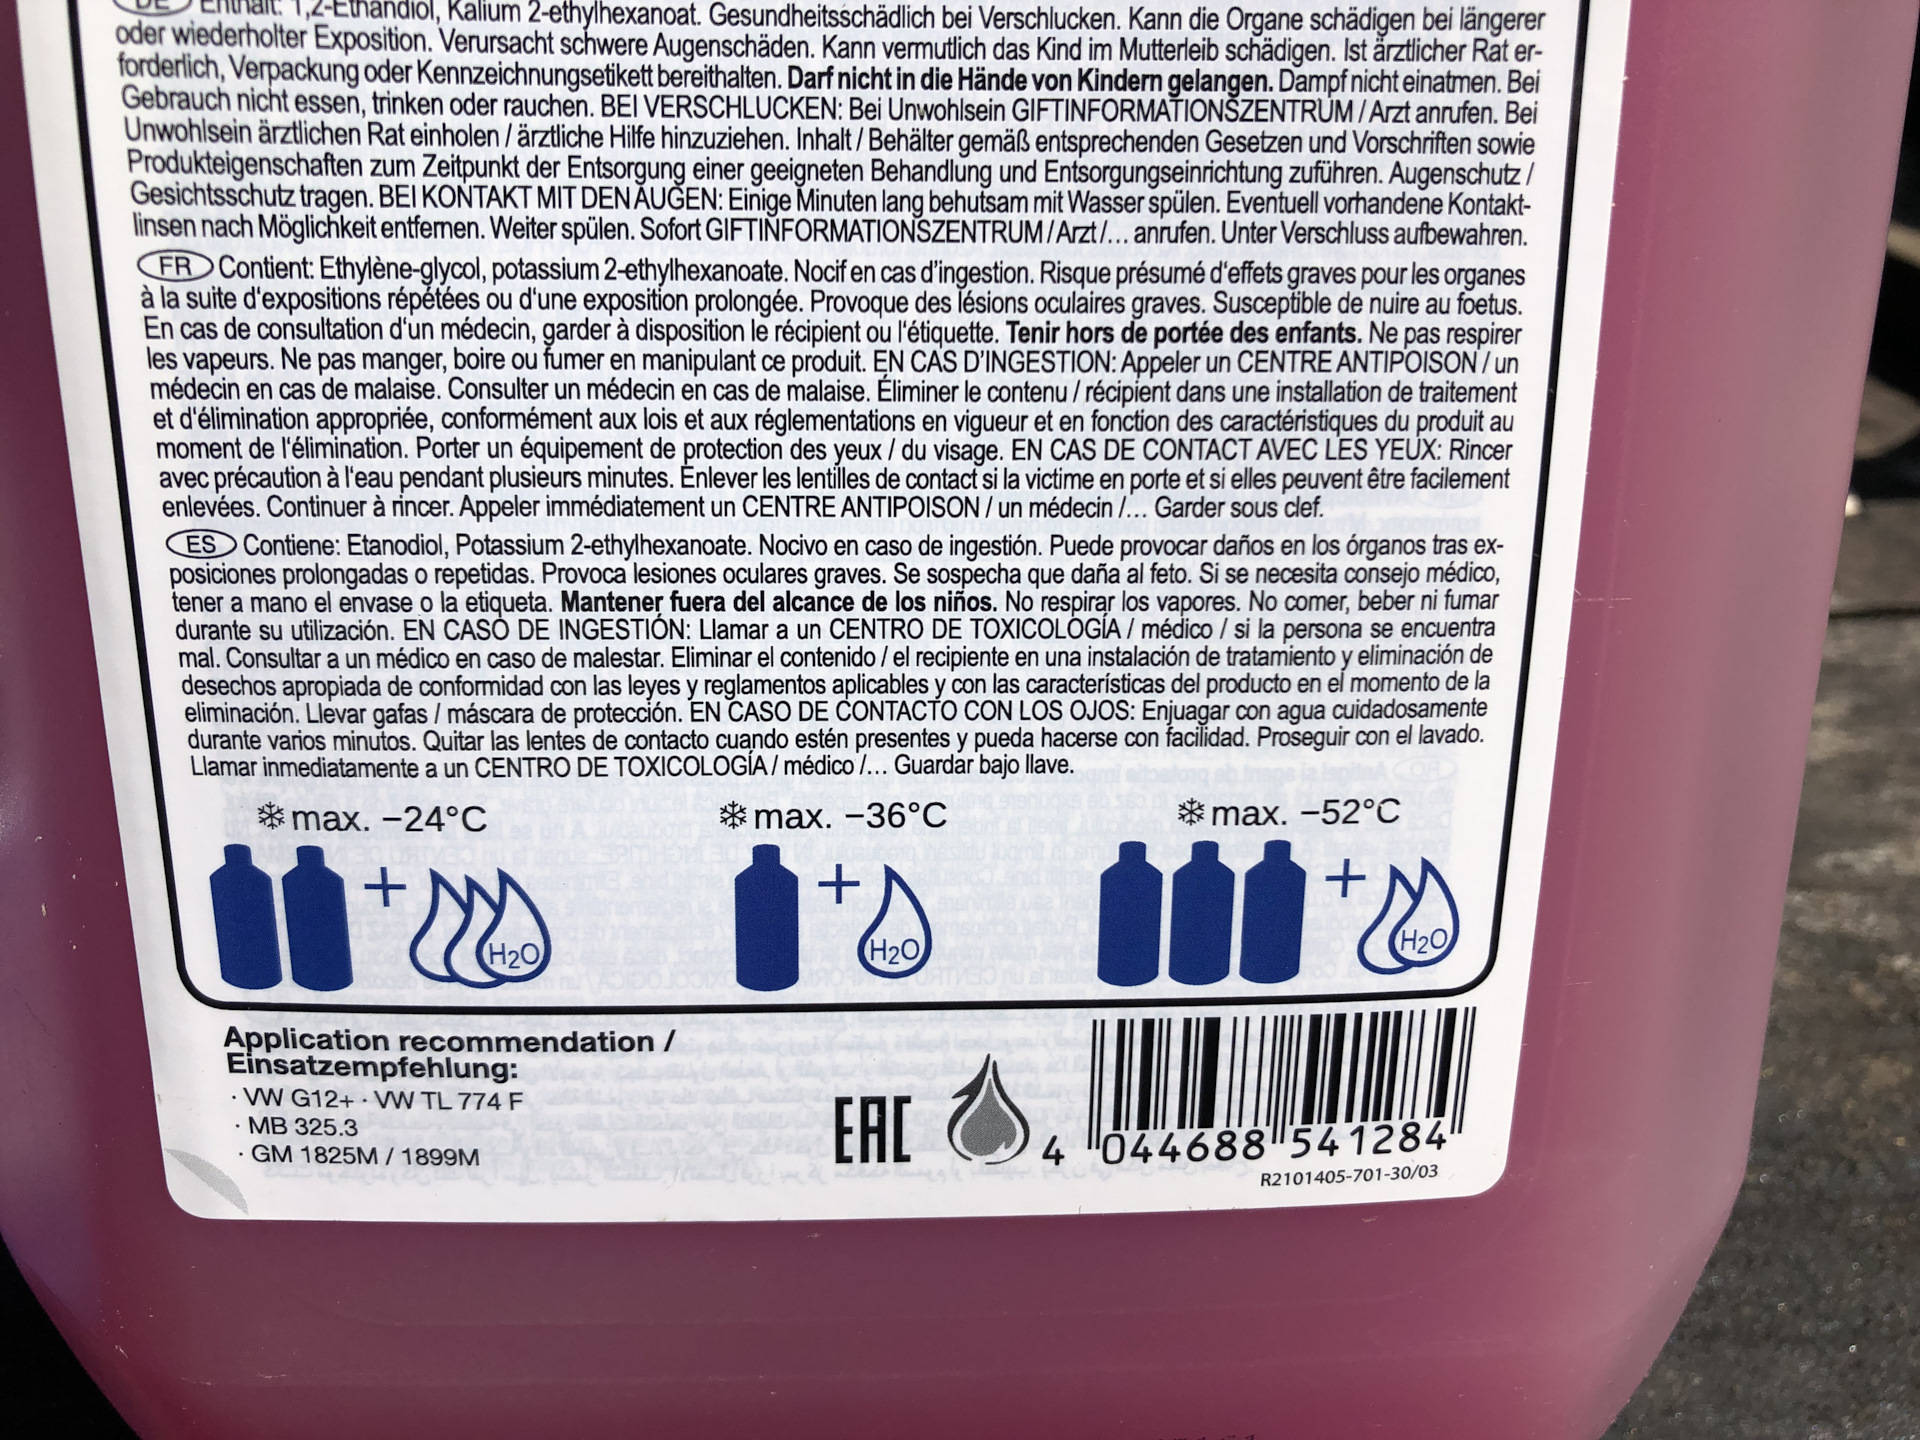 DE Enthält: 1,2-Ethandiol, Kalium 2-ethylhexanoat. Gesundheitsschädlich bei Verschlucken. Kann die Organe schädigen bei längerer
oder wiederholter Exposition. Verursacht schwere Augenschäden. Kann vermutlich das Kind im Mutterleib schädigen. Ist ärztlicher Rat er-
forderlich, Verpackung oder Kennzeichnungsetikett bereithalten. Darf nicht in die Hände von Kindern gelangen. Dampf nicht einatmen. Bei
Gebrauch nicht essen, trinken oder rauchen. BEI VERSCHLUCKEN: Bei Unwohlsein GIFTINFORMATIONSZENTRUM / Arzt anrufen. Bei
Unwohlsein ärztlichen Rat einholen / ärztliche Hilfe hinzuziehen. Inhalt / Behälter gemäß entsprechenden Gesetzen und Vorschriften sowie
Produkteigenschaften zum Zeitpunkt der Entsorgung einer geeigneten Behandlung und Entsorgungseinrichtung zuführen. Augenschutz /
Gesichtsschutz tragen. BEI KONTAKT MIT DEN AUGEN: Einige Minuten lang behutsam mit Wasser spülen. Eventuell vorhandene Kontakt-
linsen nach Möglichkeit entfernen. Weiter spülen. Sofort GIFTINFORMATIONSZENTRUM / Arzt /... anrufen. Unter Verschluss aufbewahren.
FR Contient: Ethylène-glycol, potassium 2-ethylhexanoate. Nocif en cas d'ingestion. Risque présumé d'effets graves pour les organes
à la suite d'expositions répétées ou d'une exposition prolongée. Provoque des lésions oculaires graves. Susceptible de nuire au foetus.
En cas de consultation d'un médecin, garder à disposition le récipient ou l'étiquette. Tenir hors de portée des enfants. Ne pas respirer
les vapeurs. Ne pas manger, boire ou fumer en manipulant ce produit. EN CAS D'INGESTION: Appeler un CENTRE ANTIPOISON / un
médecin en cas de malaise. Consulter un médecin en cas de malaise. Éliminer le contenu / récipient dans une installation de traitement
et d'élimination appropriée, conformément aux lois et aux réglementations en vigueur et en fonction des caractéristiques du produit au
moment de l'élimination. Porter un équipement de protection des yeux / du visage. EN CAS DE CONTACT AVEC LES YEUX: Rincer
avec précaution à l'eau pendant plusieurs minutes. Enlever les lentilles de contact si la victime en porte et si elles peuvent être facilement
enlevées. Continuer à rincer. Appeler immédiatement un CENTRE ANTIPOISON / un médecin /... Garder sous clef.
ES Contiene: Etanodiol, Potassium 2-ethylhexanoate. Nocivo en caso de ingestión. Puede provocar daños en los órganos tras ex-
posiciones prolongadas o repetidas. Provoca lesiones oculares graves. Se sospecha que daña al feto. Si se necesita consejo médico,
tener a mano el envase o la etiqueta. Mantener fuera del alcance de los niños. No respirar los vapores. No comer, beber ni fumar
durante su utilización. EN CASO DE INGESTIÓN: Llamar a un CENTRO DE TOXICOLOGÍA / médico / si la persona se encuentra
mal. Consultar a un médico en caso de malestar. Eliminar el contenido / el recipiente en una instalación de tratamiento y eliminación de
desechos apropiada de conformidad con las leyes y reglamentos aplicables y con las características del producto en el momento de la
eliminación. Llevar gafas / máscara de protección. EN CASO DE CONTACTO CON LOS OJOS: Enjuagar con agua cuidadosamente
durante varios minutos. Quitar las lentes de contacto cuando estén presentes y pueda hacerse con facilidad. Proseguir con el lavado.
Llamar inmediatamente a un CENTRO DE TOXICOLOGÍA / médico /... Guardar bajo llave.
max. –24°C max. –36°C max. –52°C
+ H2O + H2O + H2O
Application recommendation /
Einsatzempfehlung:
· VW G12+ · VW TL 774 F
· MB 325.3
· GM 1825M / 1899M
EAC
4 044688 541284
R2101405-701-30/03